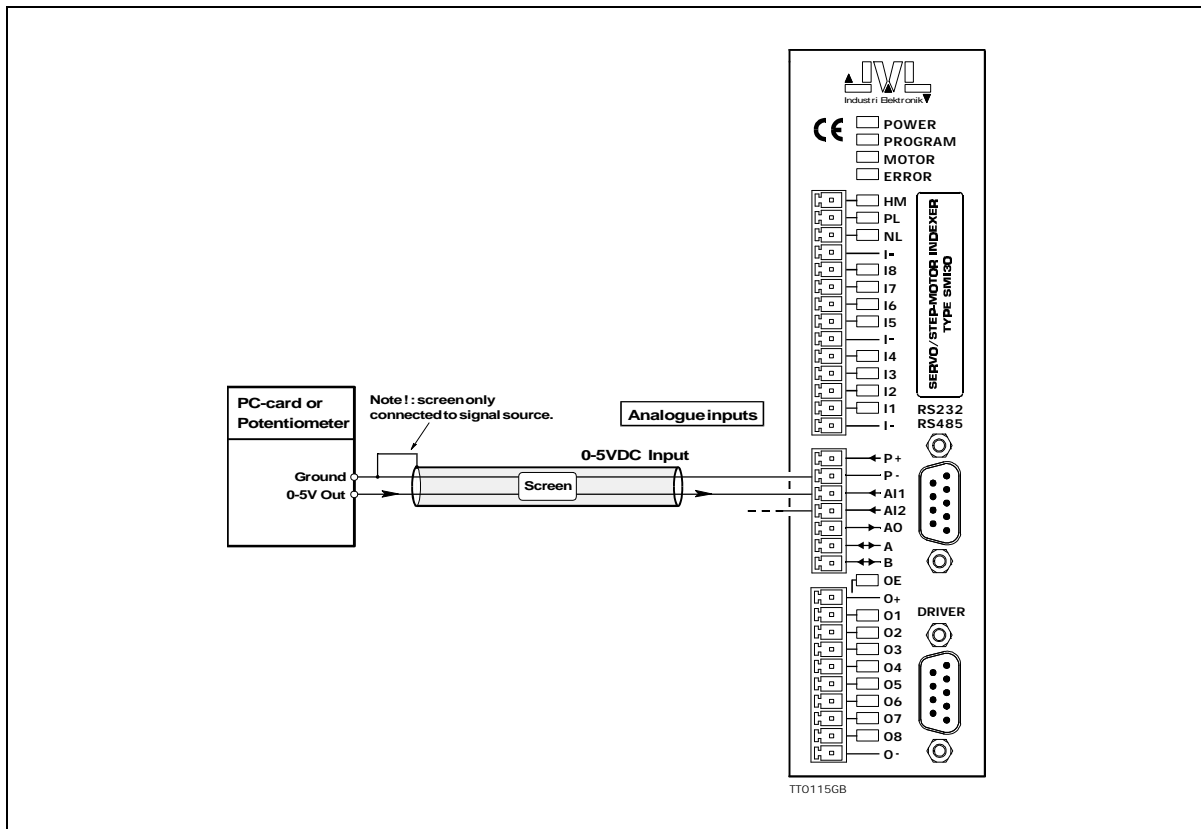 JVL
Industri Elektronik
CE
POWER
PROGRAM
MOTOR
ERROR
HM
PL
NL
I-
I8
I7
I6
I5
I-
I4
I3
I2
I1
I-
SERVO/STEP-MOTOR INDEXER
TYPE SMI30
RS232
RS485
PC-card or
Potentiometer
Ground
0-5V Out
Note! : screen only
connected to signal source.
Analogue inputs
0-5VDC Input
Screen
P+
P-
AI1
AI2
AO
A
B
OE
O+
O1
O2
O3
O4
O5
O6
O7
O8
O-
DRIVER
TT0115GB